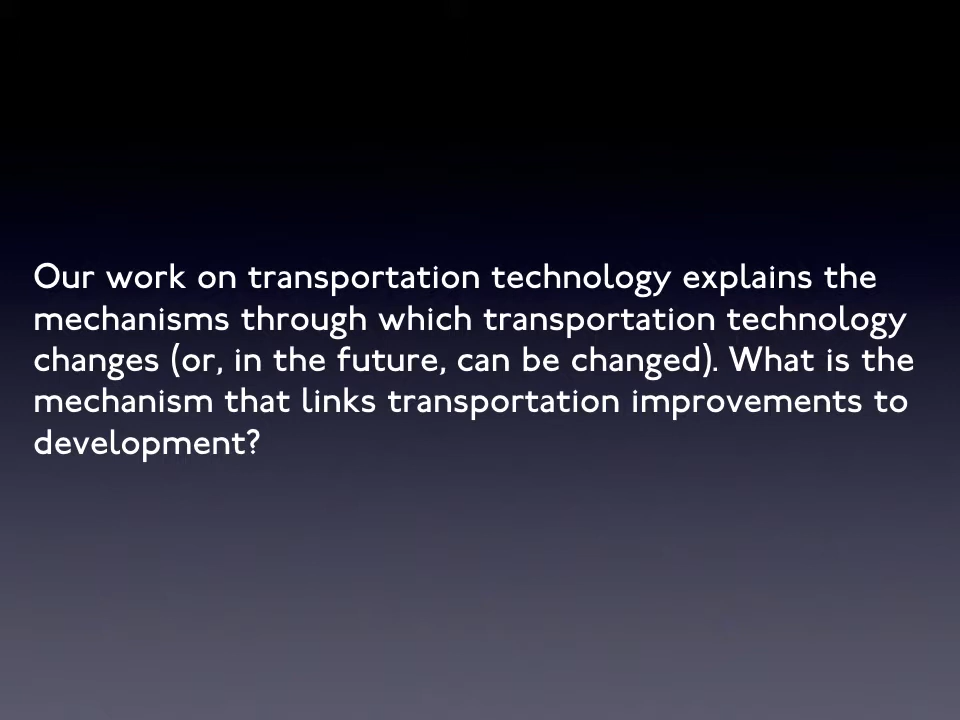 Our work on transportation technology explains the
mechanisms through which transportation technology
changes (or, in the future, can be changed). What is the
mechanism that links transportation improvements to
development?